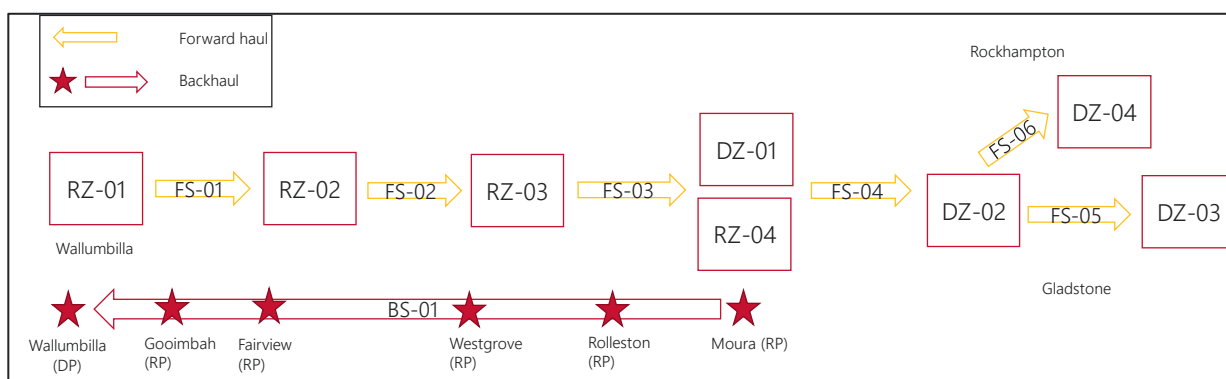 Forward haul
Backhaul
Rockhampton
DZ-04
FS-06
DZ-01
RZ-01
FS-01
RZ-02
FS-02
RZ-03
FS-03
FS-04
DZ-02
FS-05
DZ-03
RZ-04
Wallumbilla
Gladstone
BS-01
Wallumbilla
(DP)
Gooimbah
(RP)
Fairview
(RP)
Westgrove
(RP)
Rolleston
(RP)
Moura (RP)